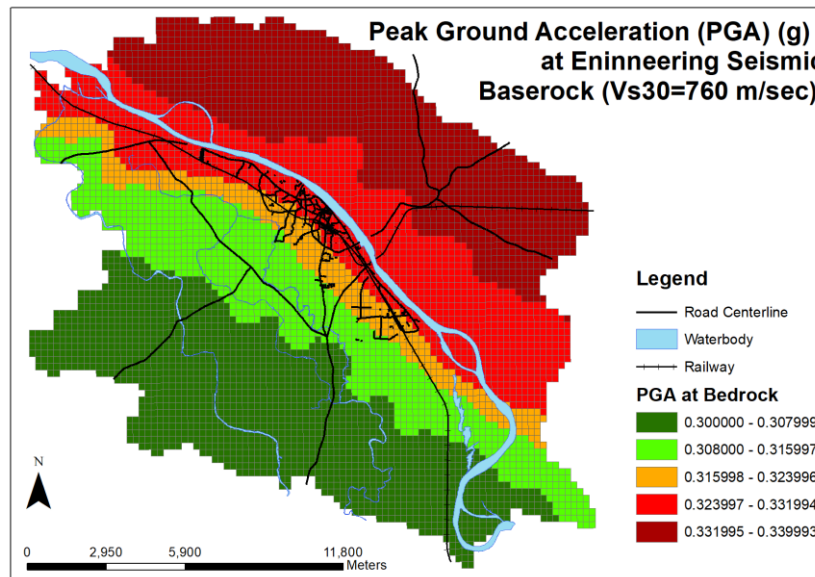 Peak Ground Acceleration (PGA) (g)
at Eninneering Seismic
Baserock (Vs30=760 m/sec)
Legend
Road Centerline
Waterbody
Railway
PGA at Bedrock
0.300000 - 0.307999
0.308000 - 0.315997
0.315998 - 0.323996
0.323997 - 0.331994
0.331995 - 0.339993
N
0 2,950 5,900 11,800
Meters